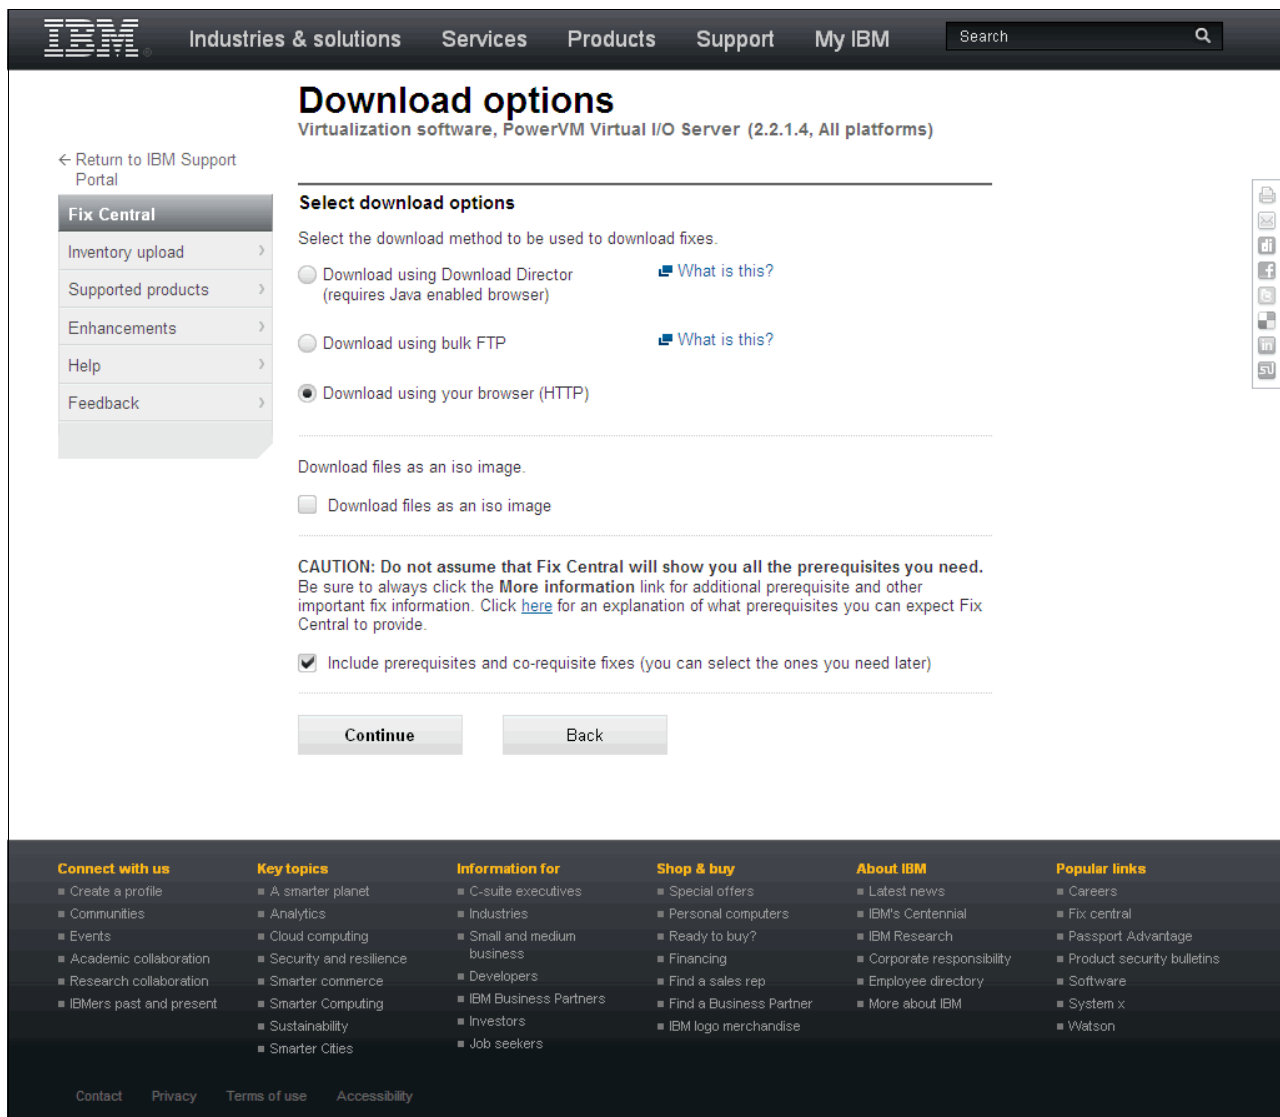 IBM®
Industries & solutions
Services
Products
Support
My IBM
Search
Download options
Virtualization software, PowerVM Virtual I/O Server (2.2.1.4, All platforms)
← Return to IBM Support
Portal
Fix Central
Inventory upload
Supported products
Enhancements
Help
Feedback
Select download options
Select the download method to be used to download fixes.
Download using Download Director
(requires Java enabled browser)
What is this?
Download using bulk FTP
What is this?
Download using your browser (HTTP)
Download files as an iso image.
Download files as an iso image
CAUTION: Do not assume that Fix Central will show you all the prerequisites you need.
Be sure to always click the More information link for additional prerequisite and other
important fix information. Click here for an explanation of what prerequisites you can expect Fix
Central to provide.
Include prerequisites and co-requisite fixes (you can select the ones you need later)
Continue
Back
Connect with us
Create a profile
Communities
Events
Academic collaboration
Research collaboration
IBMers past and present
Key topics
A smarter planet
Analytics
Cloud computing
Security and resilience
Smarter commerce
Smarter Computing
Sustainability
Smarter Cities
Information for
C-suite executives
Industries
Small and medium
business
Developers
IBM Business Partners
Investors
Job seekers
Shop & buy
Special offers
Personal computers
Ready to buy?
Financing
Find a sales rep
Find a Business Partner
IBM logo merchandise
About IBM
Latest news
IBM's Centennial
IBM Research
Corporate responsibility
Employee directory
More about IBM
Popular links
Careers
Fix central
Passport Advantage
Product security bulletins
Software
System x
Watson
Contact
Privacy
Terms of use
Accessibility